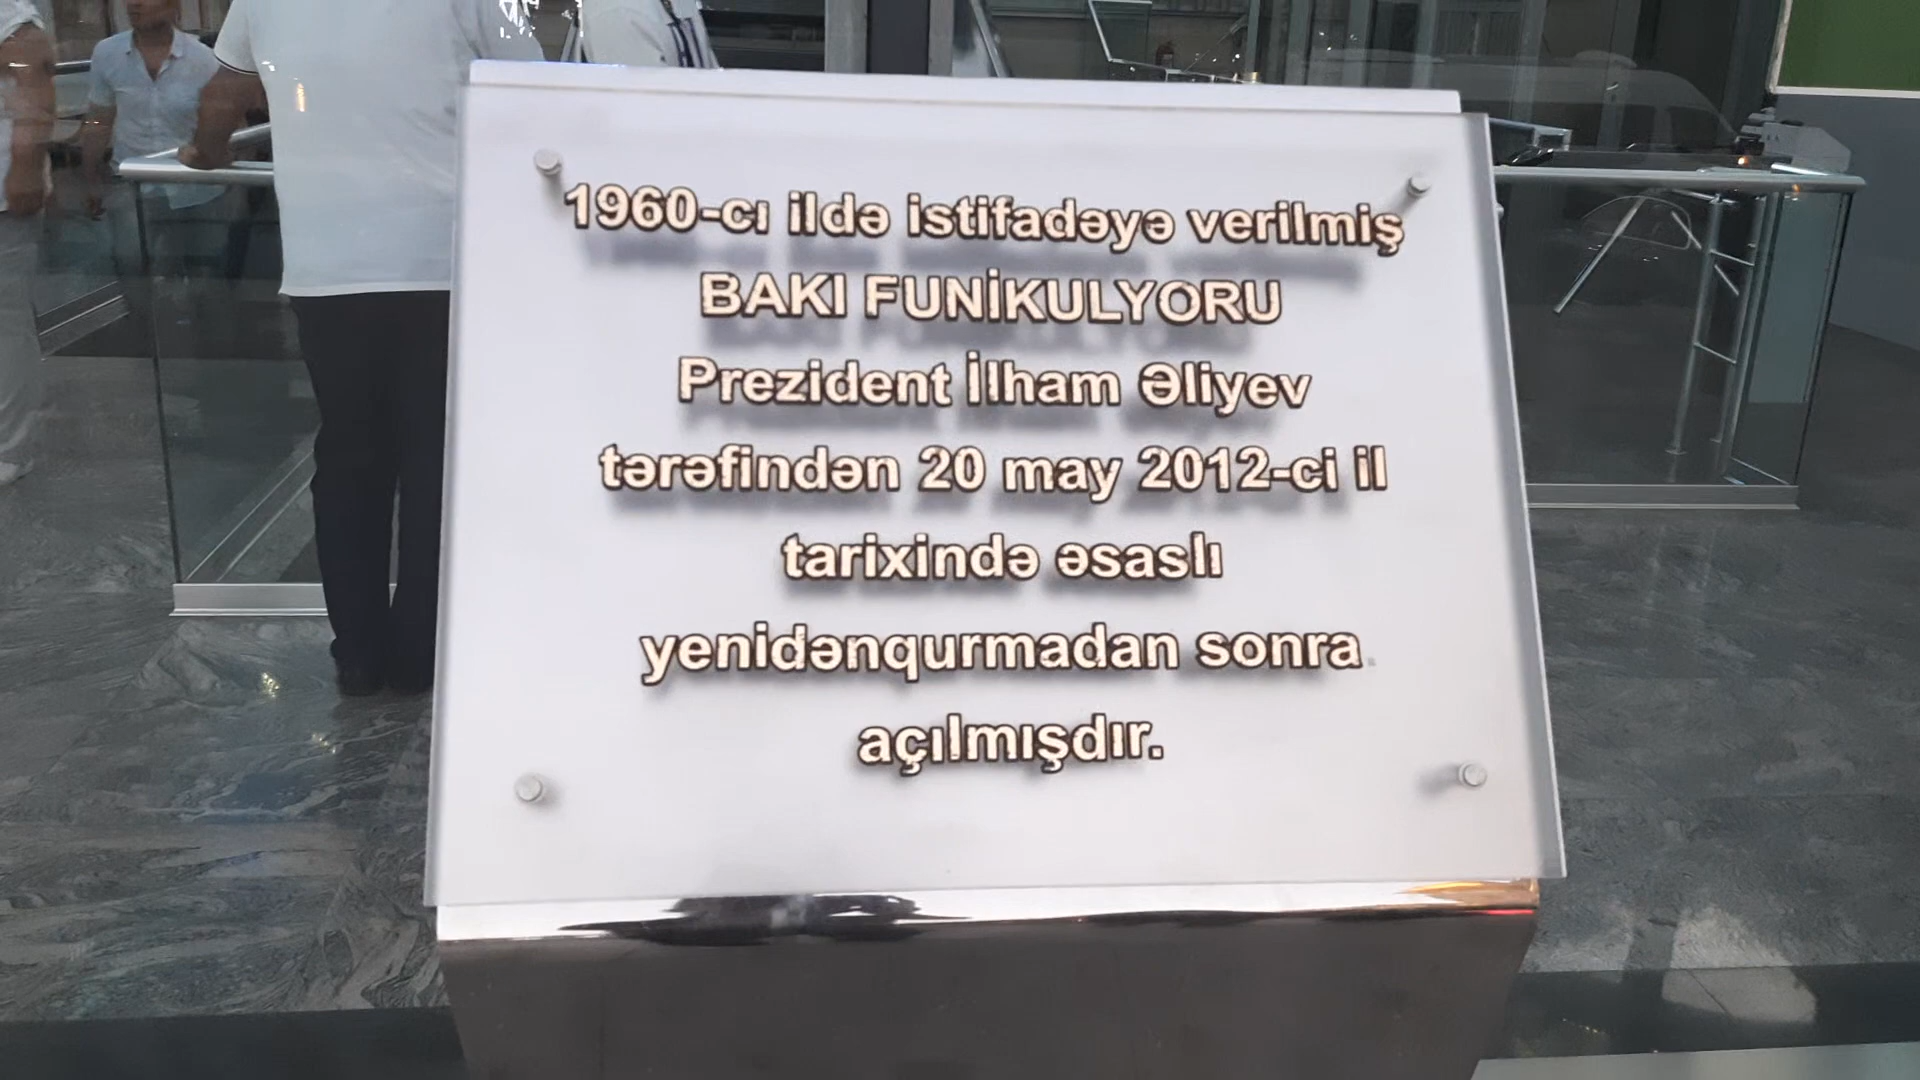 1960-cı ildə istifadəyə verilmiş
BAKI FUNİKULYORU
Prezident İlham Əliyev
tərəfindən 20 may 2012-ci il
tarixində əsaslı
yenidənqurmadan sonra
açılmışdır.